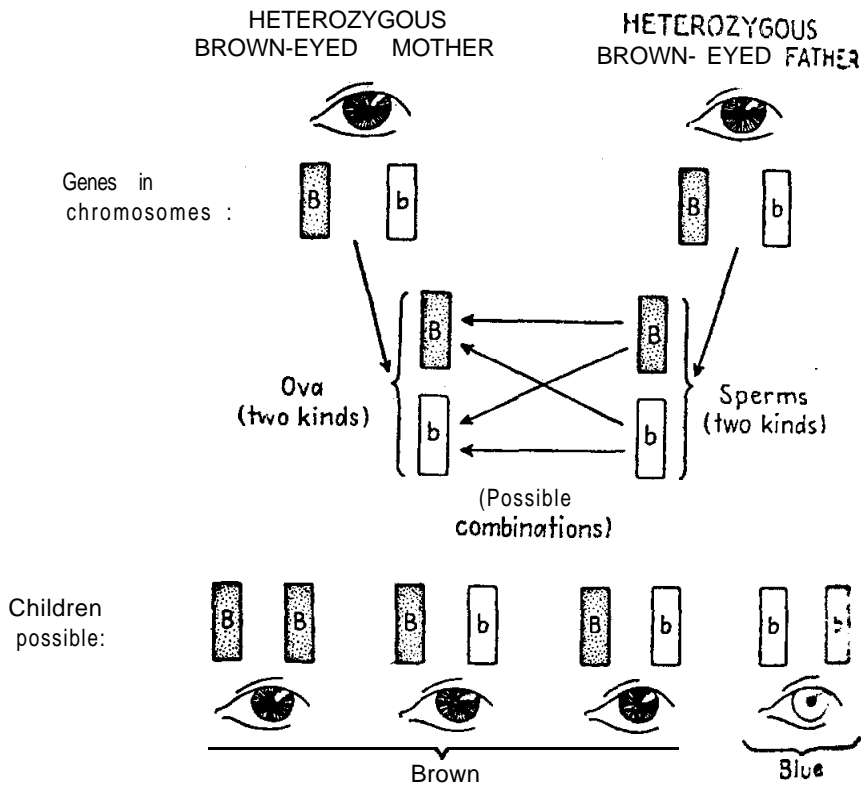 HETEROZYGOUS
BROWN-EYED MOTHER
HETEROZYGOUS
BROWN- EYED FATHER
Genes in
chromosomes :
B b
B b
B B
Ova
(two kinds)
Sperms
(two kinds)
b b
(Possible
combinations)
Children
possible:
B B B b B b b
Brown
Blue